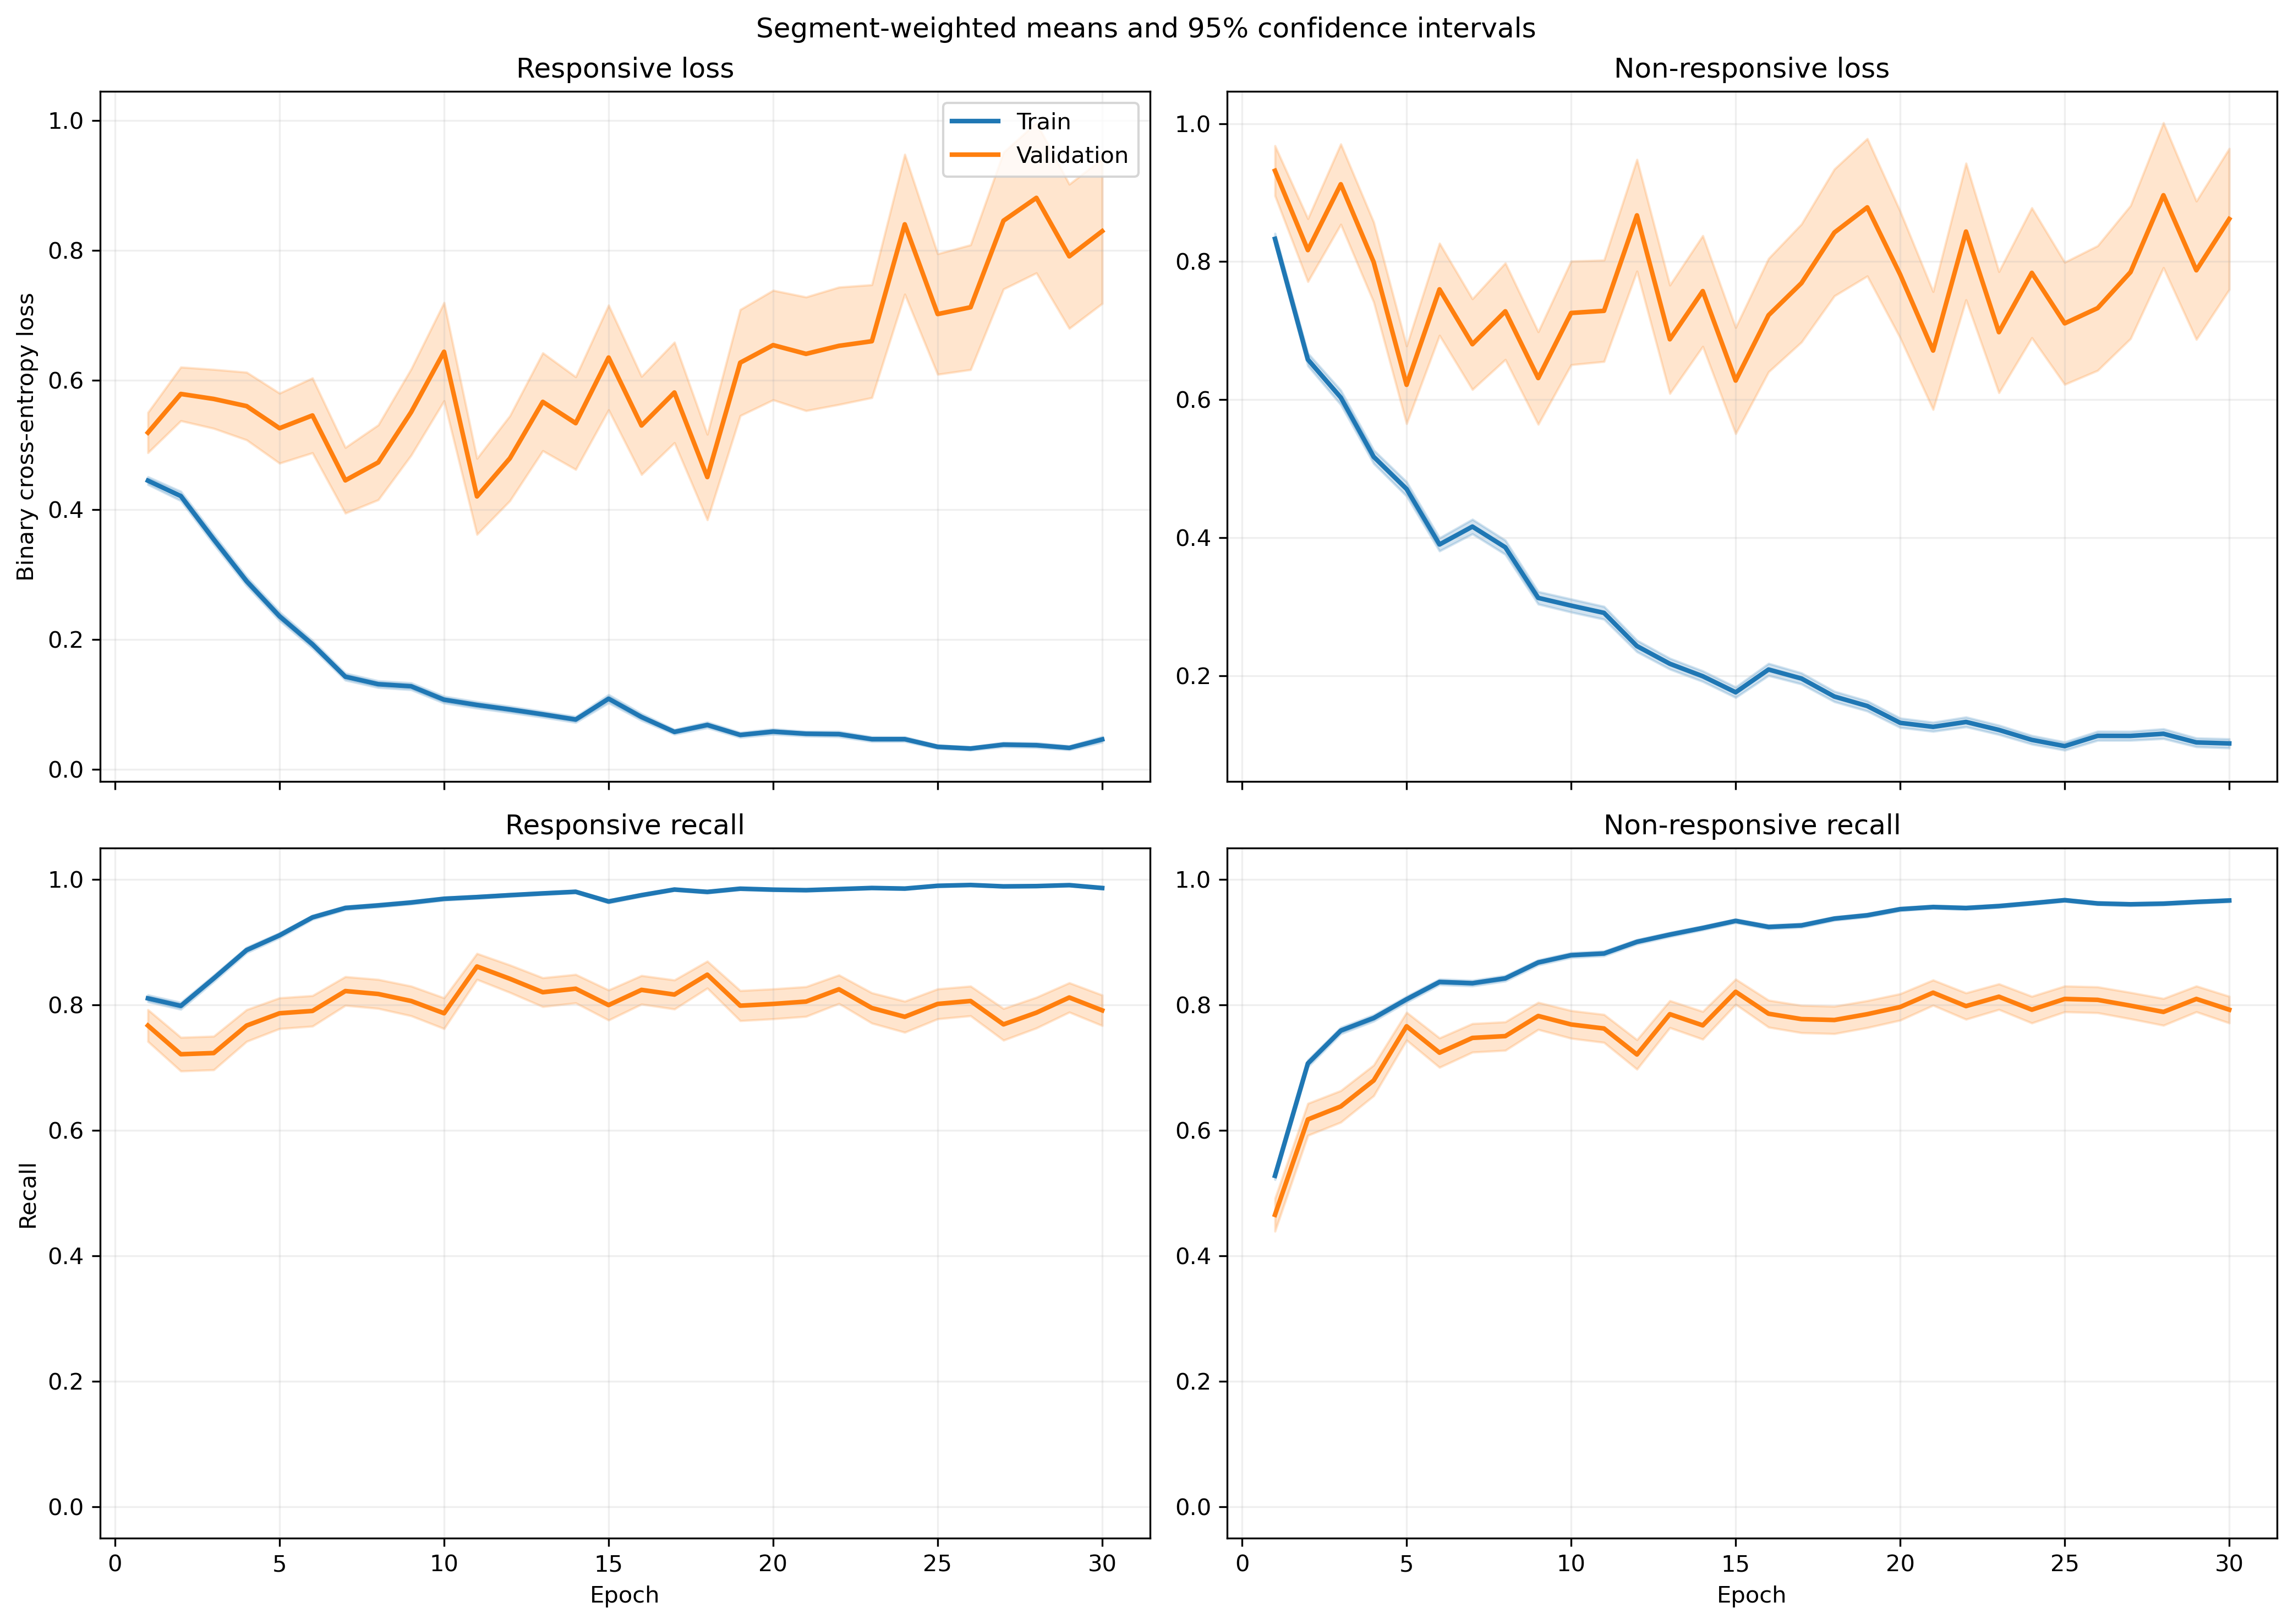 Segment-weighted means and 95% confidence intervals
Responsive loss
Non-responsive loss
Train
Validation
Binary cross-entropy loss
1.0
0.8
0.6
0.4
0.2
0.0
1.0
0.8
0.6
0.4
0.2
Responsive recall
Non-responsive recall
Recall
1.0
0.8
0.6
0.4
0.2
0.0
0 5 10 15 20 25 30
Epoch
1.0
0.8
0.6
0.4
0.2
0.0
0 5 10 15 20 25 30
Epoch